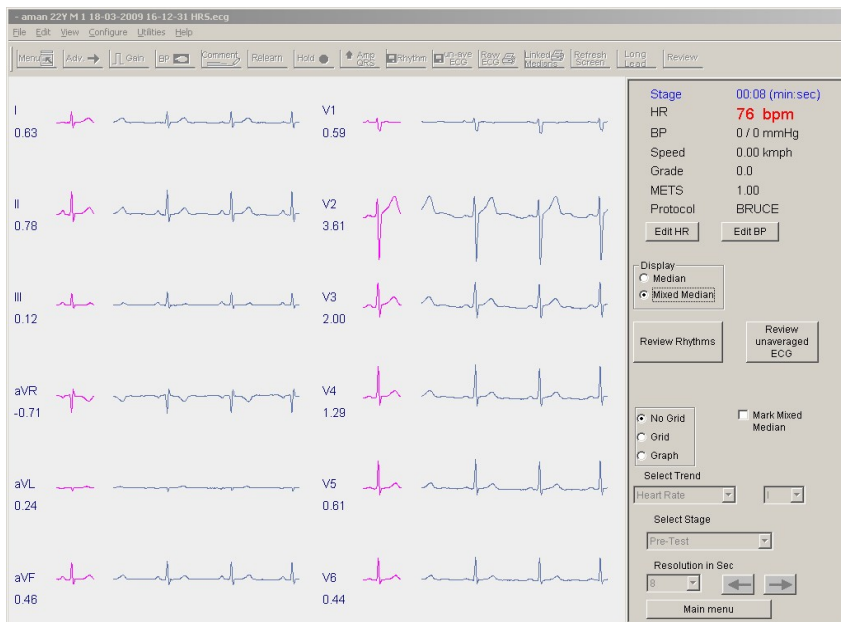 - aman 22Y M 1 18-03-2009 16-12-31 HRS.ecg
File Edit View Configure Utilities Help
Menu Adv. Gain BP Comment Relearn Hold Amp QRS Rhythm un-ave ECG Raw ECG Linked Medians Refresh Screen Long Lead Review
I
0.63
V1
0.59
II
0.78
V2
3.61
III
0.12
V3
2.00
aVR
-0.71
V4
1.29
aVL
0.24
V5
0.61
aVF
0.46
V6
0.44
Stage 00:08 (min:sec)
HR 76 bpm
BP 0 / 0 mmHg
Speed 0.00 kmph
Grade 0.0
METS 1.00
Protocol BRUCE
Edit HR Edit BP
Display
Median
Mixed Median
Review Rhythms
Review
unaveraged
ECG
No Grid
Grid
Graph
Mark Mixed
Median
Select Trend
Heart Rate I
Select Stage
Pre-Test
Resolution in Sec
8
Main menu